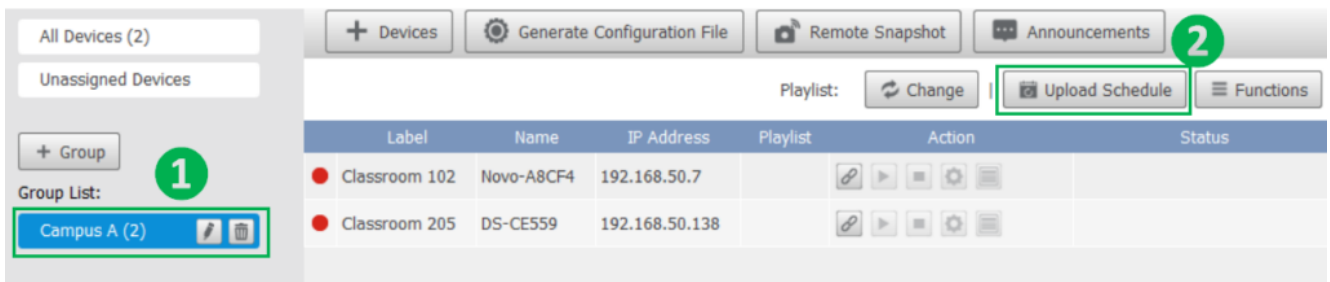 All Devices (2)
Unassigned Devices
+ Group
1
Group List:
Campus A (2)
+ Devices
Generate Configuration File
Remote Snapshot
Announcements
2
Playlist:
Change
|
Upload Schedule
Functions
Label Name IP Address Playlist Action Status
Classroom 102 Novo-A8CF4 192.168.50.7
Classroom 205 DS-CE559 192.168.50.138